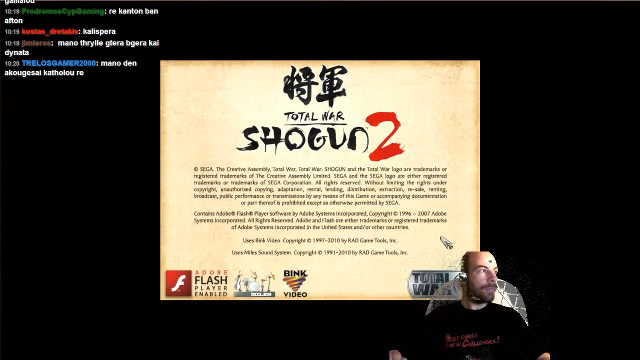 gamatou
10:19 ProdromosCypGaming: re kanton ban
afton
10:19 kostas_dretakis: kalispera
10:19 jimieros: mano thrylle gtera bgera kai
dynata
10:20 TRELOSGAMER2000: mano den
akougesai katholou re
将軍
TOTAL WAR
SHOGUN 2
© SEGA. The Creative Assembly, Total War, Total War: SHOGUN and the Total War logo are trademarks or
registered trademarks of The Creative Assembly Limited. SEGA and the SEGA logo are either registered
trademarks or trademarks of SEGA Corporation. All rights reserved. Without limiting the rights under
copyright, unauthorised copying, adaptation, rental, lending, distribution, extraction, re-sale, renting,
broadcast, public performance or transmissions by any means of this Game or accompanying documentation
or part thereof is prohibited except as otherwise permitted by SEGA.
Contains Adobe® Flash® Player software by Adobe Systems Incorporated, Copyright © 1996 – 2007 Adobe
Systems Incorporated. All Rights Reserved. Adobe and Flash are either trademarks or registered trademarks
of Adobe Systems Incorporated in the United States and/or other countries.
Uses Bink Video. Copyright © 1997-2010 by RAD Game Tools, Inc.
Uses Miles Sound System. Copyright © 1991-2010 by RAD Game Tools, Inc.
ADOBE
FLASH
PLAYER
ENABLED
BINK
VIDEO
TOTAL
WAR